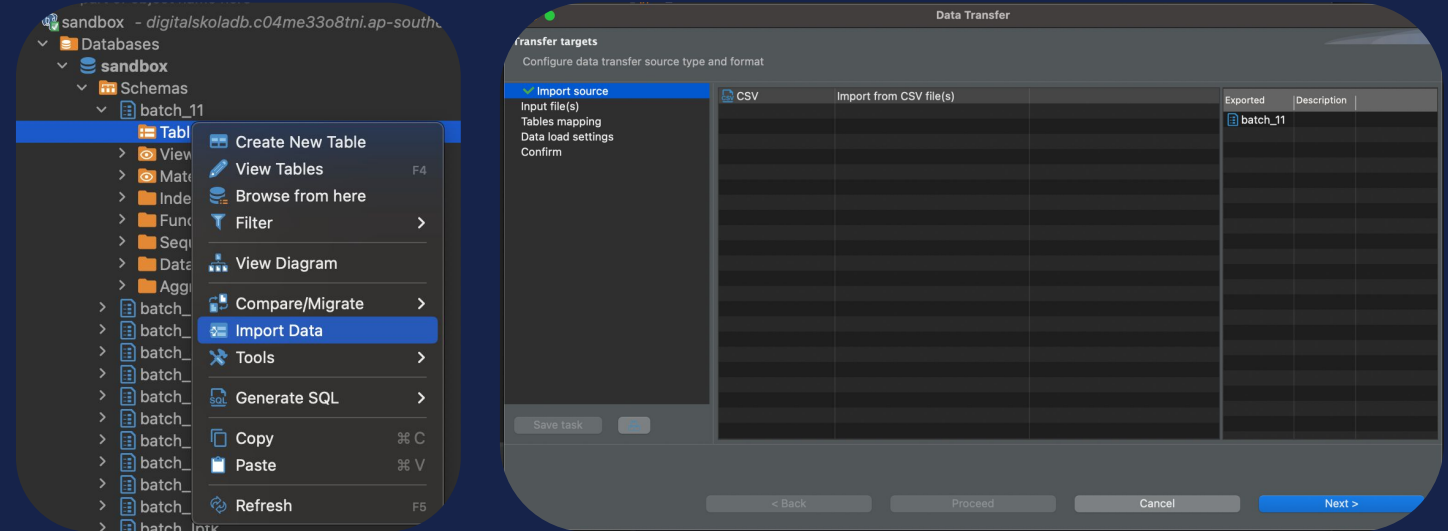 sandbox - digitalskoladb.c04me33o8tni.ap-south
Databases
sandbox
Schemas
batch_11
Tabl
View
Mate
Inde
Func
Sequ
Data
Aggr
batch_
batch_
batch_
batch_
batch_
batch_
batch_
batch_
batch_
batch_
Create New Table
View Tables F4
Browse from here
Filter
View Diagram
Compare/Migrate
Import Data
Tools
Generate SQL
Copy ⌘ C
Paste ⌘ V
Refresh F5
Data Transfer
Transfer targets
Configure data transfer source type and format
Import source
Input file(s)
Tables mapping
Data load settings
Confirm
Save task
CSV Import from CSV file(s)
Exported Description
batch_11
< Back Proceed Cancel Next >